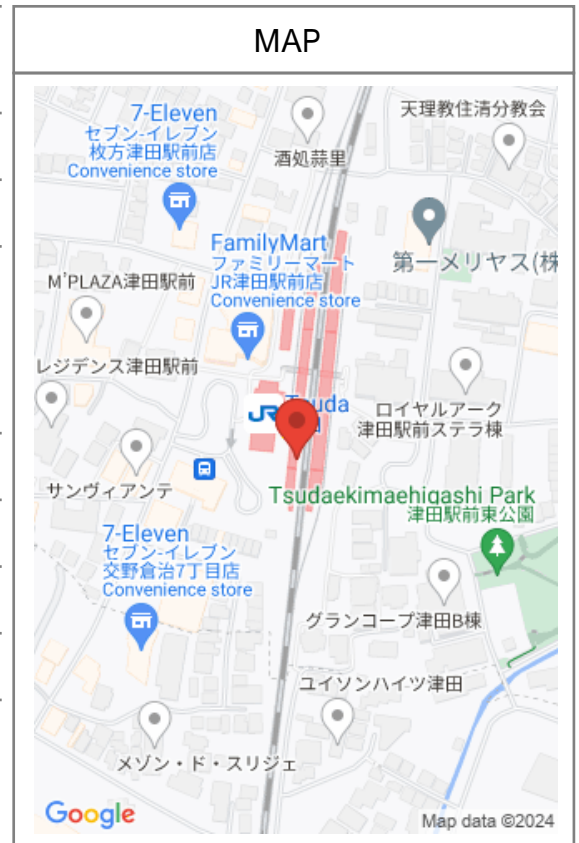 MAP
7-Eleven
セブン-イレブン
枚方津田駅前店
Convenience store
酒処蒜里
天理教住清分教会
FamilyMart
ファミリーマート
JR津田駅前店
Convenience store
第一メリヤス(株
M'PLAZA津田駅前
レジデンス津田駅前
JR
ロイヤルアーク
津田駅前ステラ棟
サンヴィアンテ
Tsudaekimaehigashi Park
津田駅前東公園
7-Eleven
セブン-イレブン
交野倉治7丁目店
Convenience store
グランコープ津田B棟
ユイソンハイツ津田
メゾン・ド・スリジェ
Google
Map data ©2024